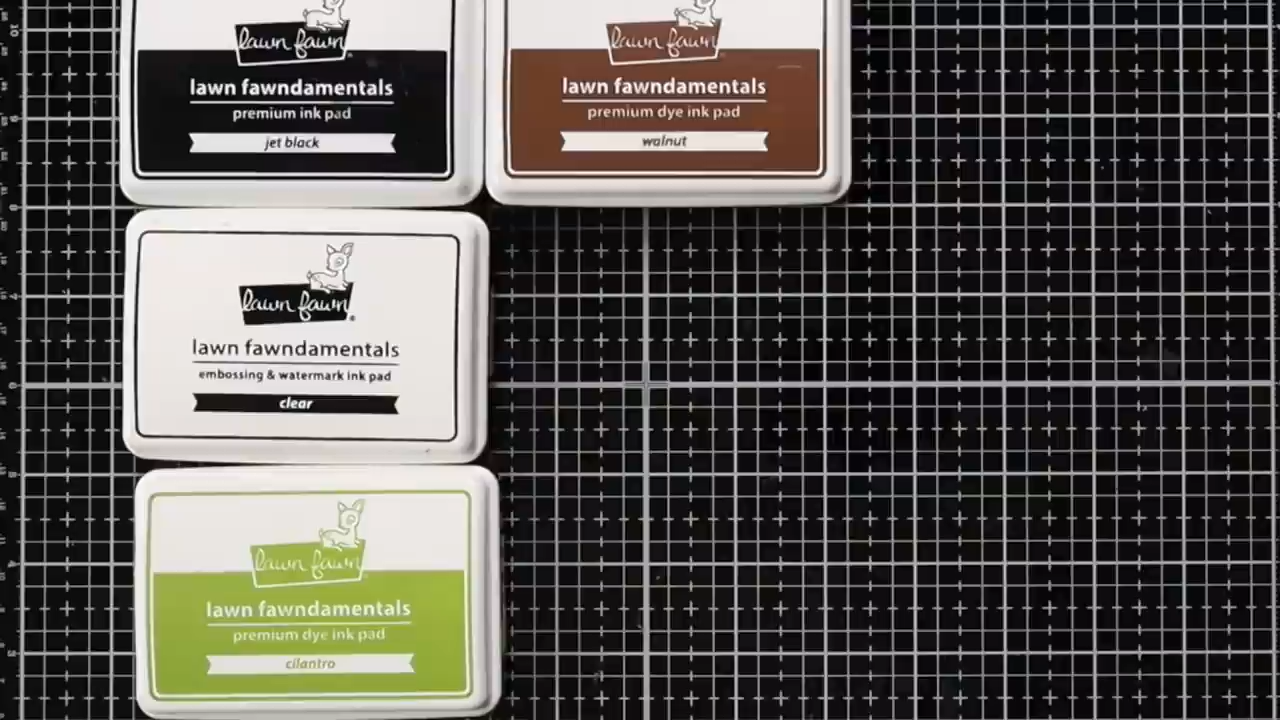 lawn fawn
lawn fawndamentals
premium ink pad
jet black
lawn fawn
lawn fawndamentals
premium dye ink pad
walnut
lawn fawn
lawn fawndamentals
embossing & watermark ink pad
clear
lawn fawn
lawn fawndamentals
premium dye ink pad
cilantro